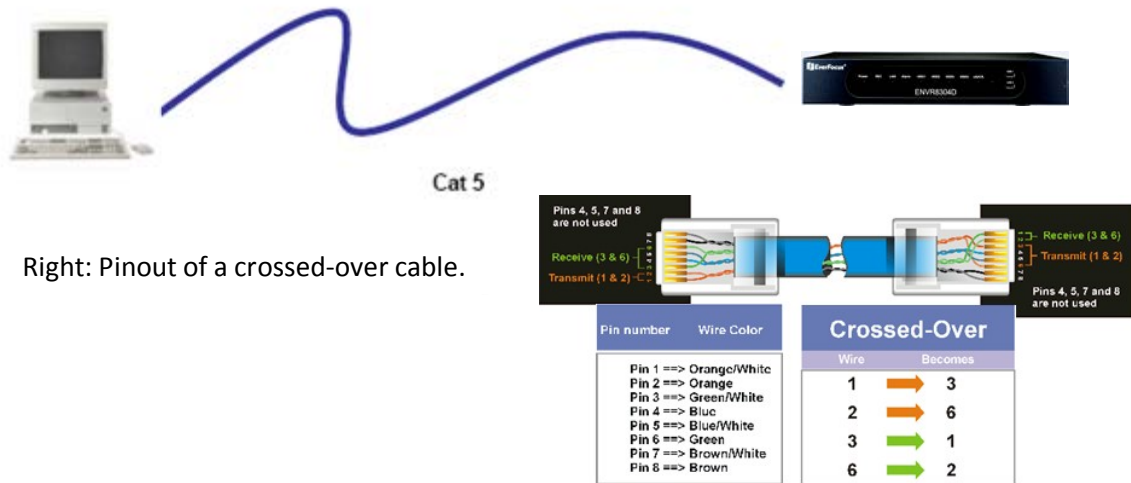 EverFocus
ENVR8304D
Cat 5
Right: Pinout of a crossed-over cable.
Pins 4, 5, 7 and 8
are not used
Receive (3 & 6)
Transmit (1 & 2)
Receive (3 & 6)
Transmit (1 & 2)
Pins 4, 5, 7 and 8
are not used
Pin number Wire Color
Pin 1 ==> Orange/White
Pin 2 ==> Orange
Pin 3 ==> Green/White
Pin 4 ==> Blue
Pin 5 ==> Blue/White
Pin 6 ==> Green
Pin 7 ==> Brown/White
Pin 8 ==> Brown
Crossed-Over
Wire Becomes
1 3
2 6
3 1
6 2